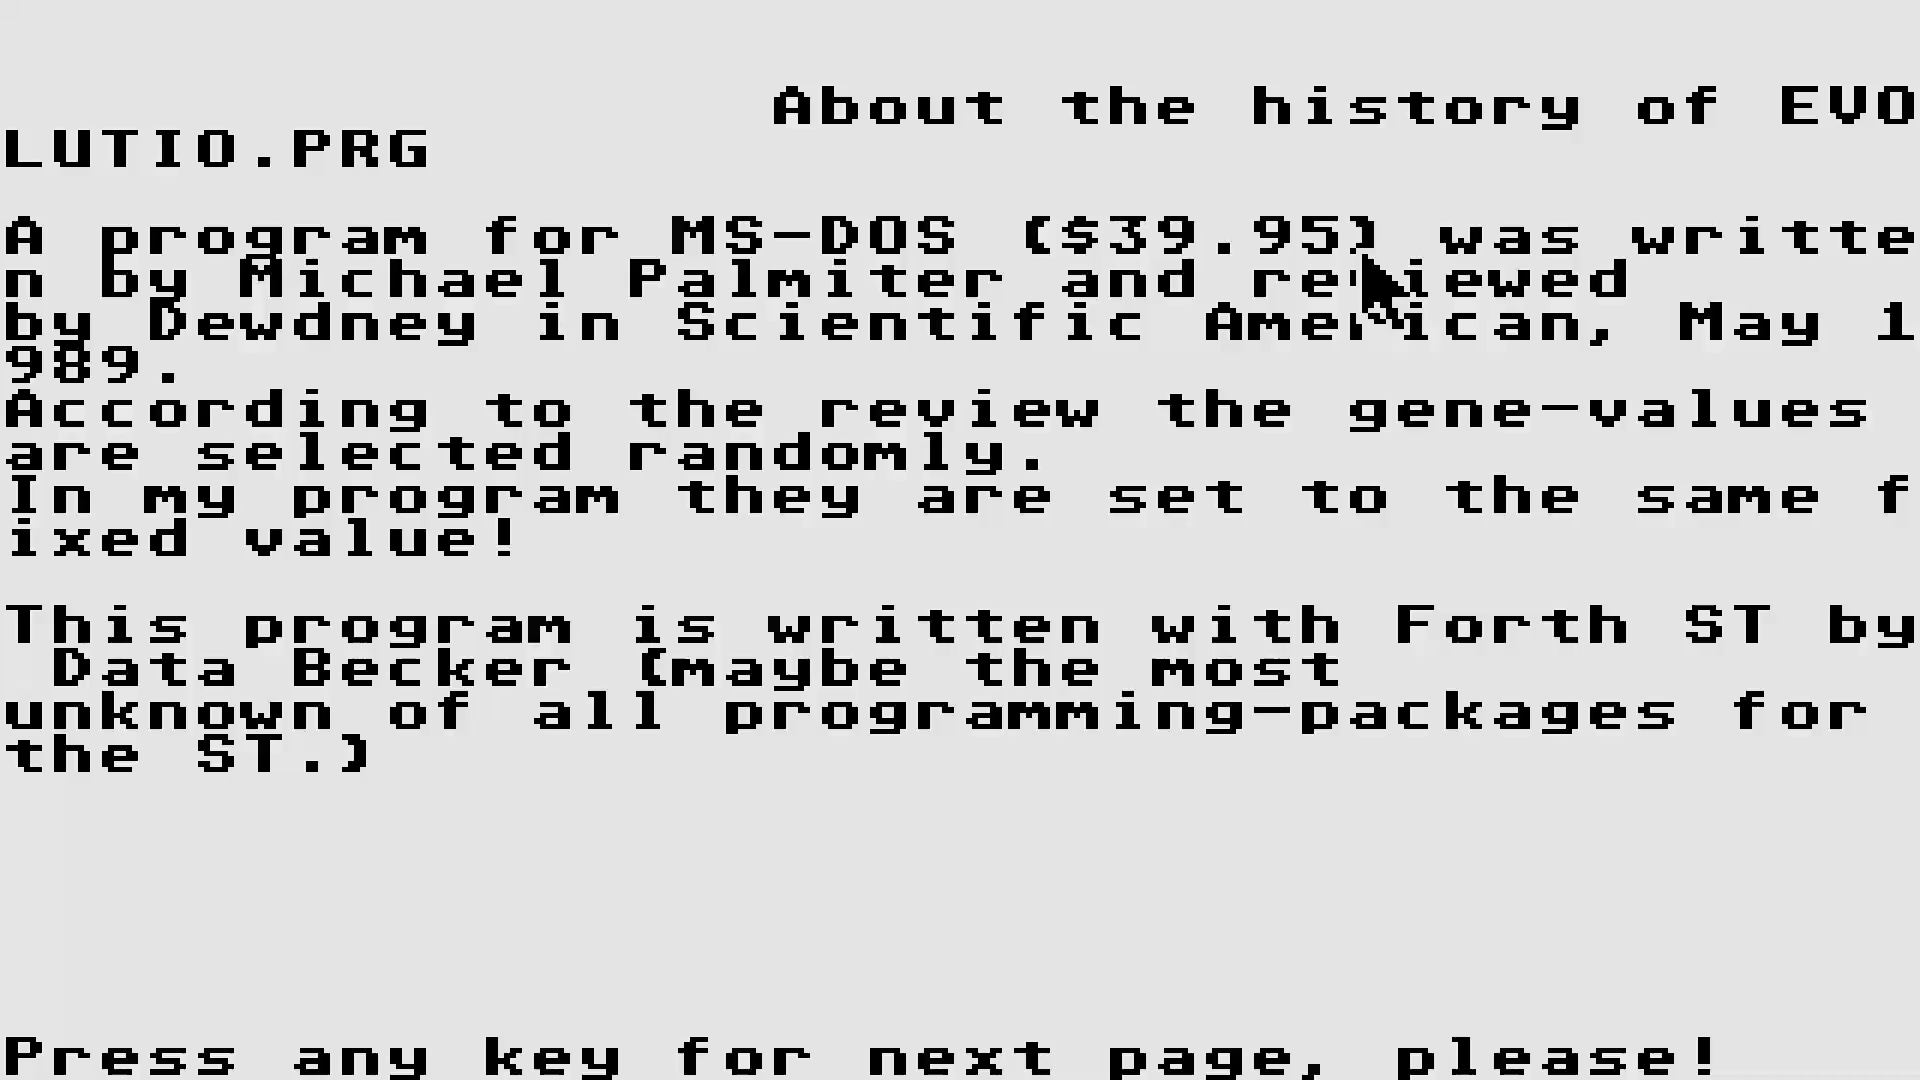 About the history of EVO
LUTIO.PRG
A program for MS-DOS ($39.95) was writte
n by Michael Palmiter and reviewed
by Dewdney in Scientific American, May 1
989.
According to the review the gene-values
are selected randomly.
In my program they are set to the same f
ixed value!
This program is written with Forth ST by
Data Becker (maybe the most
unknown of all programming-packages for
the ST.)
Press any key for next page, please!